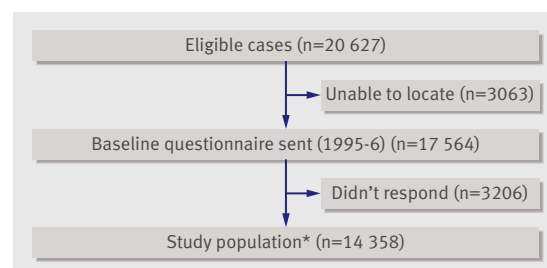 Eligible cases (n=20 627)
Unable to locate (n=3063)
Baseline questionnaire sent (1995-6) (n=17 564)
Didn't respond (n=3206)
Study population* (n=14 358)